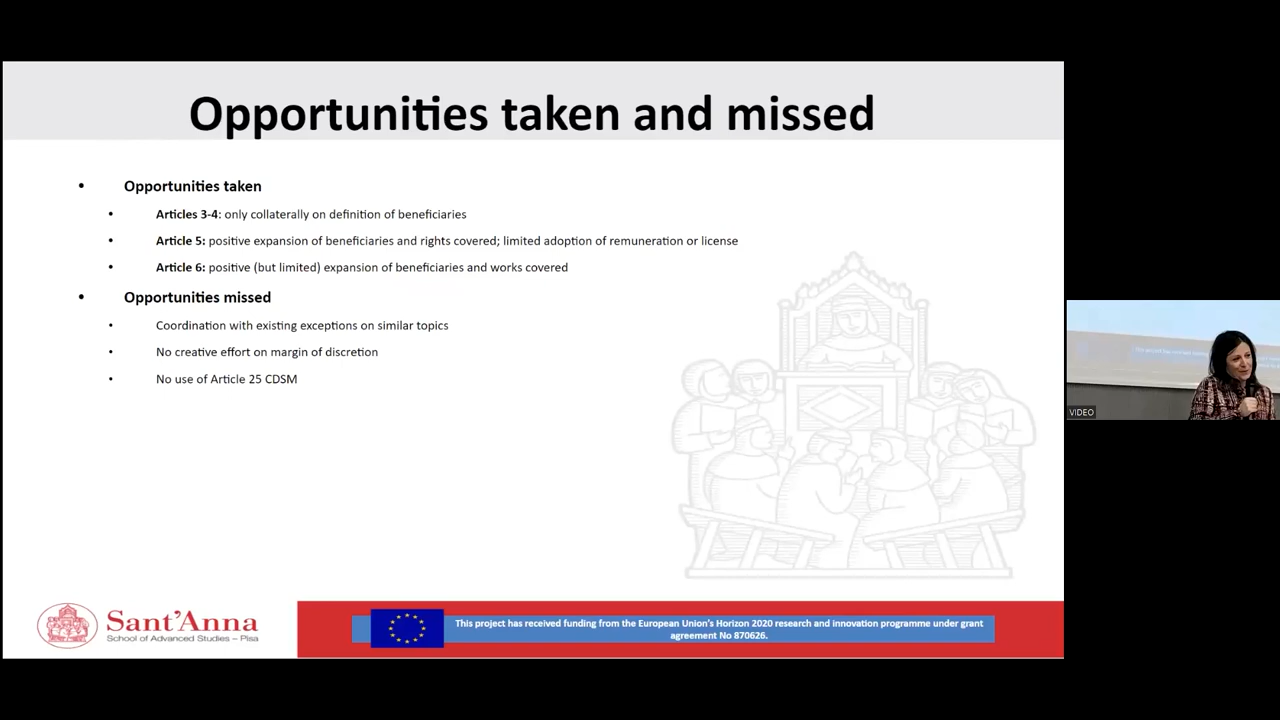 Opportunities taken and missed
• Opportunities taken
• Articles 3-4: only collaterally on definition of beneficiaries
• Article 5: positive expansion of beneficiaries and rights covered; limited adoption of remuneration or license
• Article 6: positive (but limited) expansion of beneficiaries and works covered
• Opportunities missed
• Coordination with existing exceptions on similar topics
• No creative effort on margin of discretion
• No use of Article 25 CDSM
VIDEO
Sant'Anna
School of Advanced Studies – Pisa
This project has received funding from the European Union's Horizon 2020 research and innovation programme under grant
agreement No 870626.